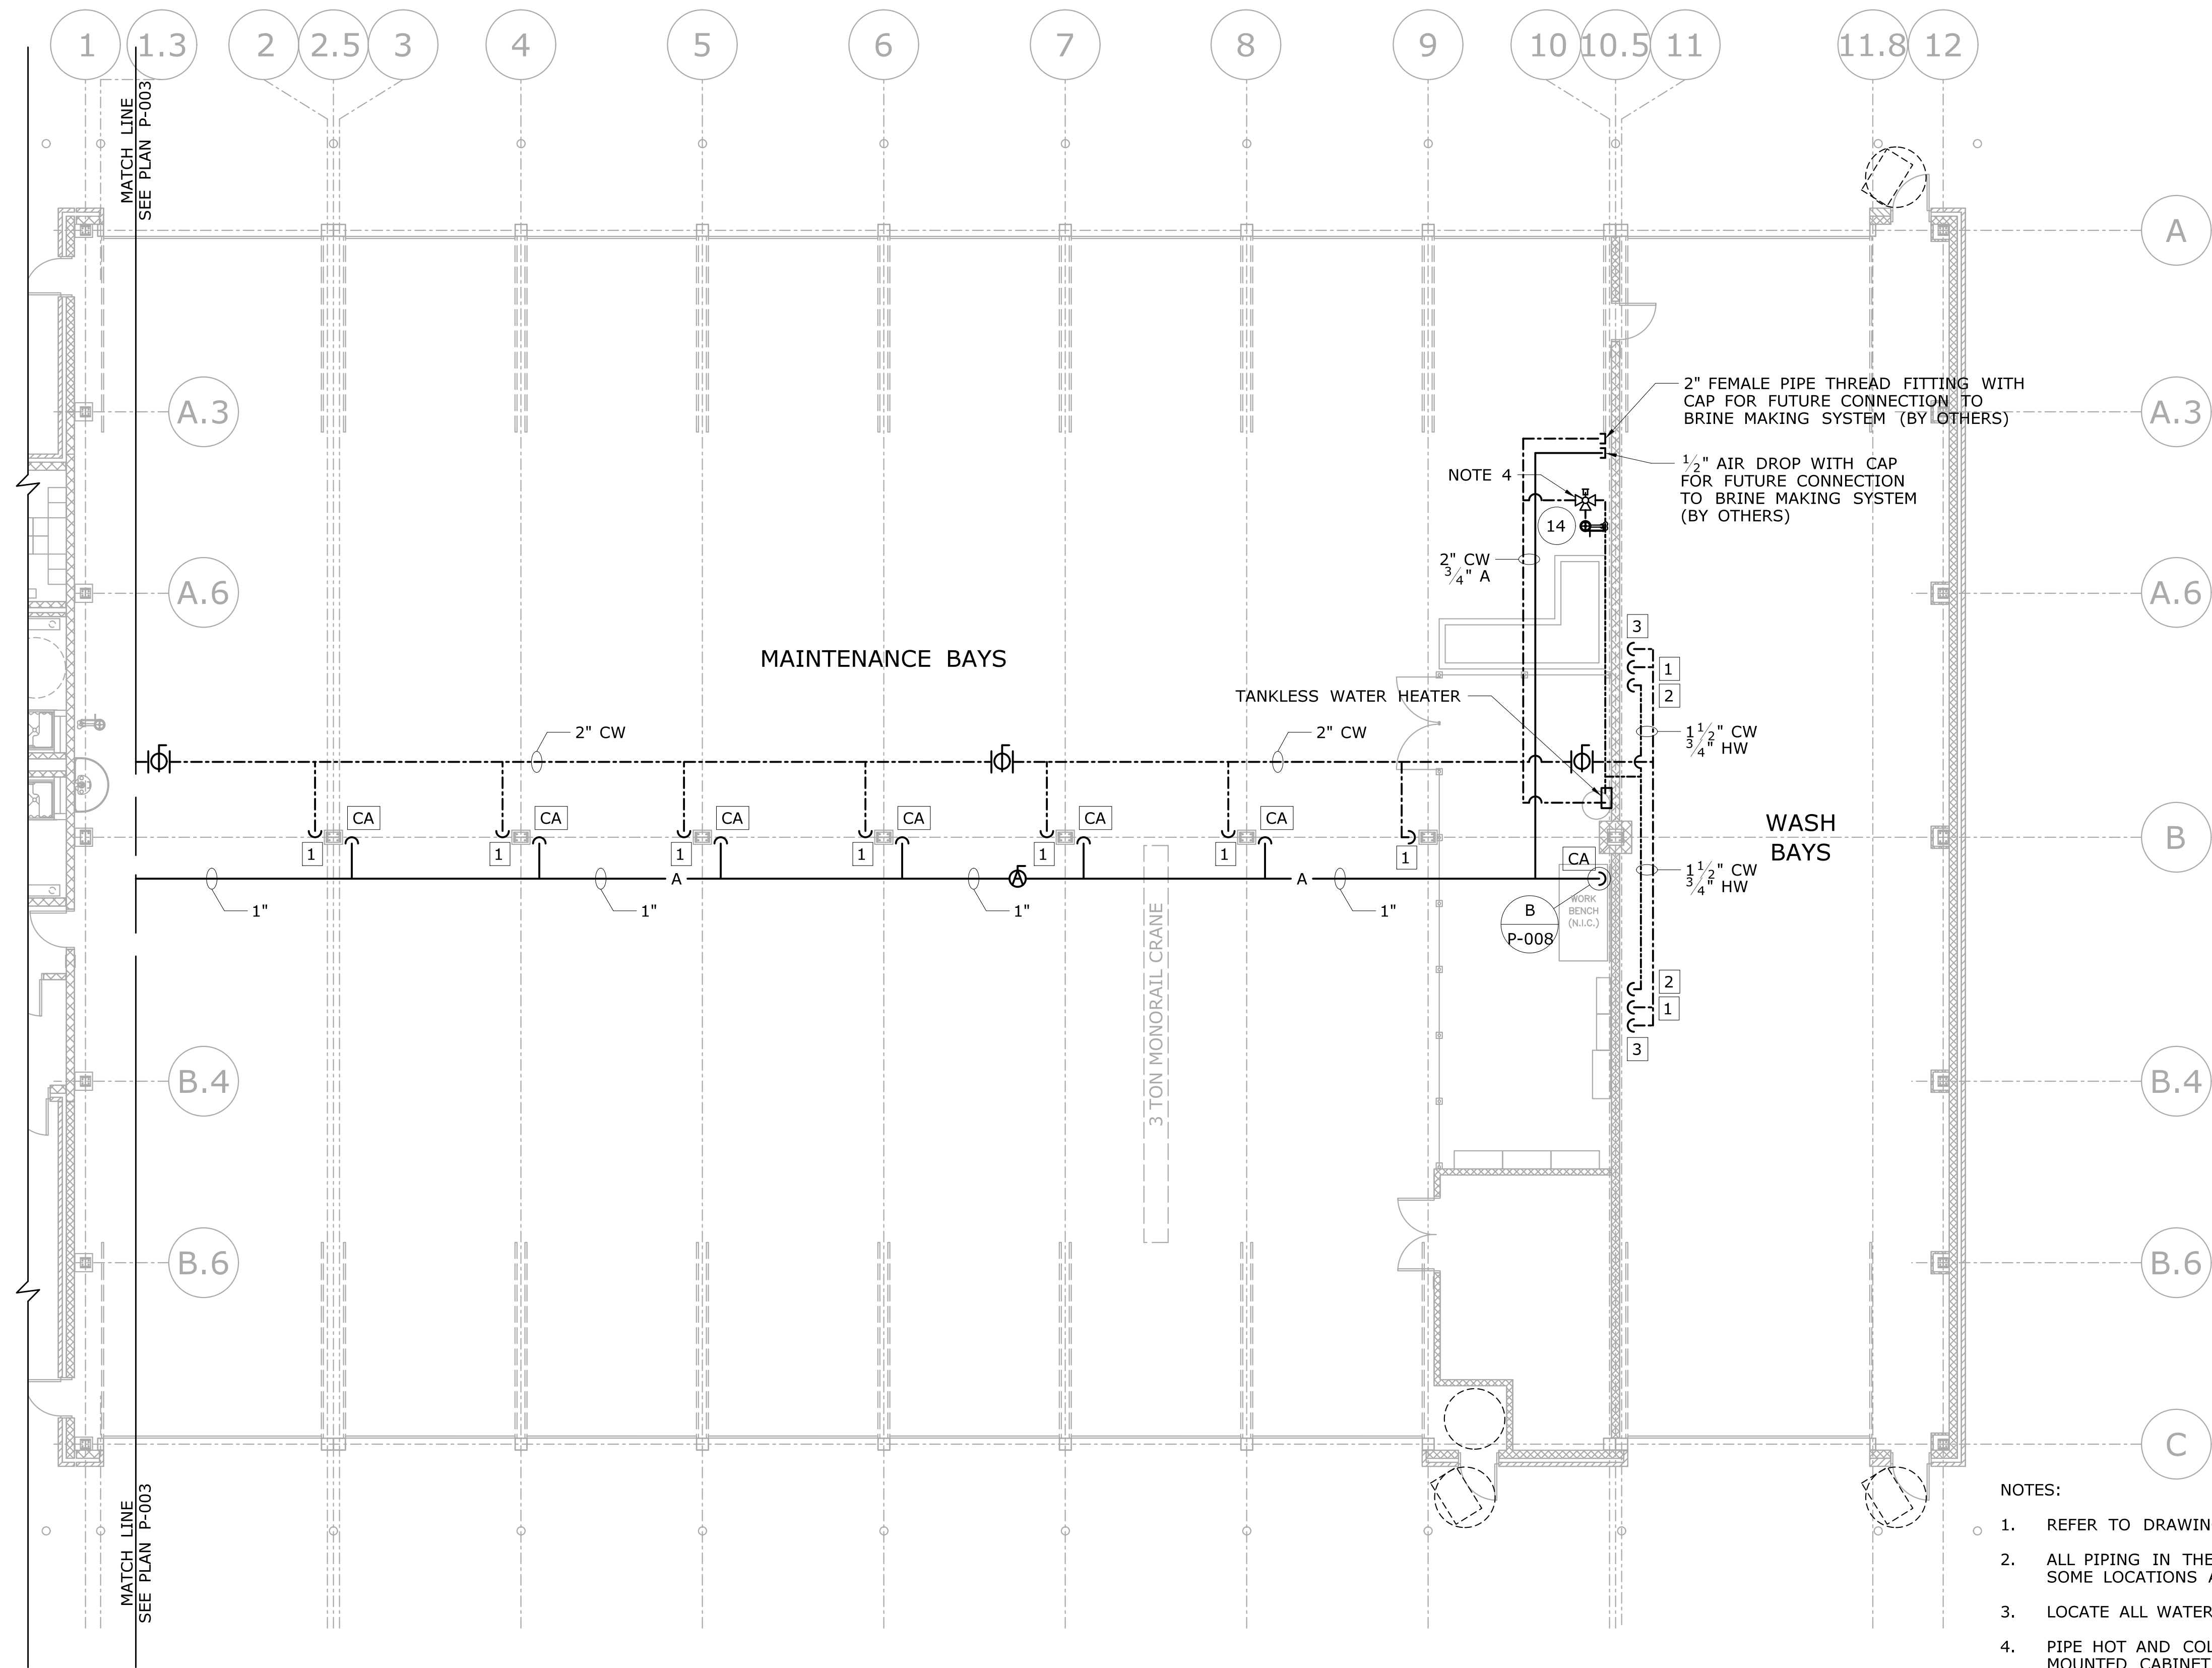 1
1.3
2
2.5
3
4
5
6
7
8
9
10
10.5
11
11.8
12
MATCH LINE
SEE PLAN P-003
A
A.3
A.3
2" FEMALE PIPE THREAD FITTING WITH
CAP FOR FUTURE CONNECTION TO
BRINE MAKING SYSTEM (BY OTHERS)
1/2" AIR DROP WITH CAP
FOR FUTURE CONNECTION
TO BRINE MAKING SYSTEM
(BY OTHERS)
NOTE 4
14
2" CW
3/4" A
A.6
A.6
3
1
2
MAINTENANCE BAYS
TANKLESS WATER HEATER
2" CW
2" CW
1 1/2" CW
3/4" HW
CA
CA
CA
CA
CA
CA
WASH
BAYS
B
1
1
1
1
1
1
1
CA
1 1/2" CW
3/4" HW
A
A
A
1"
1"
1"
1"
WORK
BENCH
(N.I.C.)
B
P-008
3 TON MONORAIL CRANE
2
1
3
B.4
B.4
B.6
B.6
C
MATCH LINE
SEE PLAN P-003
NOTES:
1. REFER TO DRAWIN
2. ALL PIPING IN THE
SOME LOCATIONS A
3. LOCATE ALL WATER
4. PIPE HOT AND COL
MOUNTED CABINET